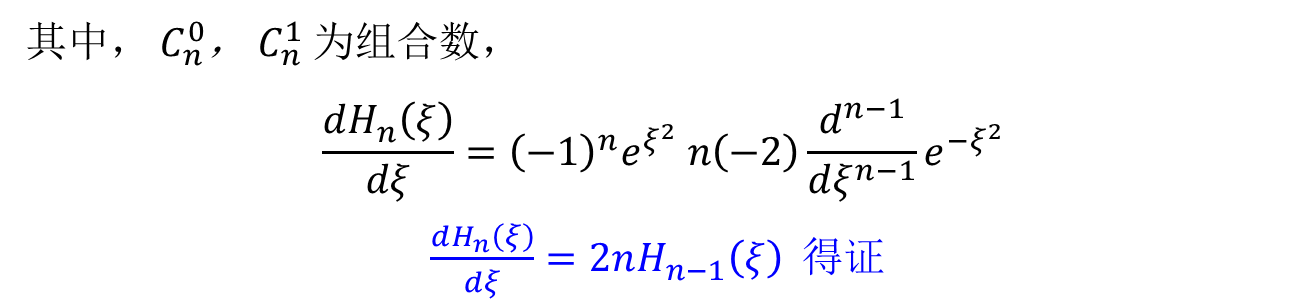 其中， $C_n^0$， $C_n^1$ 为组合数，
$\frac{dH_n(\xi)}{d\xi} = (-1)^n e^{\xi^2} n(-2) \frac{d^{n-1}}{d\xi^{n-1}} e^{-\xi^2}$
$\frac{dH_n(\xi)}{d\xi} = 2nH_{n-1}(\xi)$ 得证